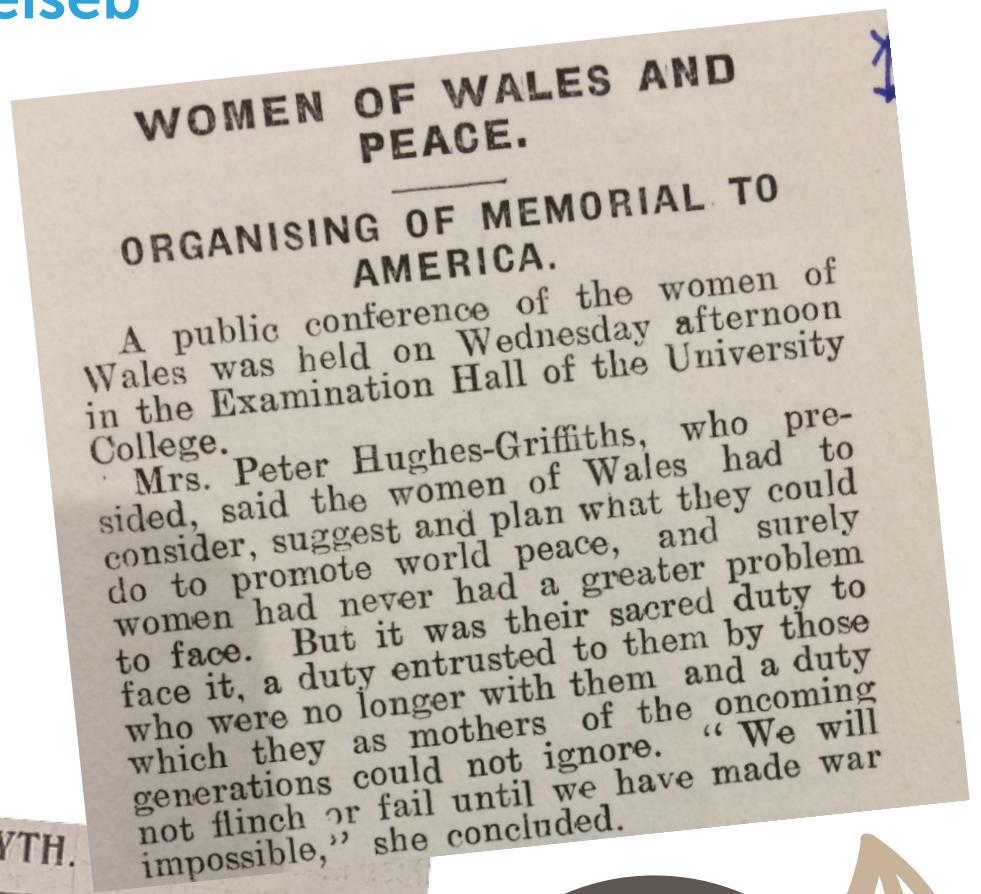 eiseb
WOMEN OF WALES AND
PEACE.
ORGANISING OF MEMORIAL TO
AMERICA.
A public conference of the women of
Wales was held on Wednesday afternoon
in the Examination Hall of the University
College.
Mrs. Peter Hughes-Griffiths, who pre-
sided, said the women of Wales had to
consider, suggest and plan what they could
do to promote world peace, and surely
women had never had a greater problem
to face. But it was their sacred duty to
face it, a duty entrusted to them by those
who were no longer with them and a duty
which they as mothers of the oncoming
generations could not ignore. “ We will
not flinch or fail until we have made war
impossible,” she concluded.
YTH.